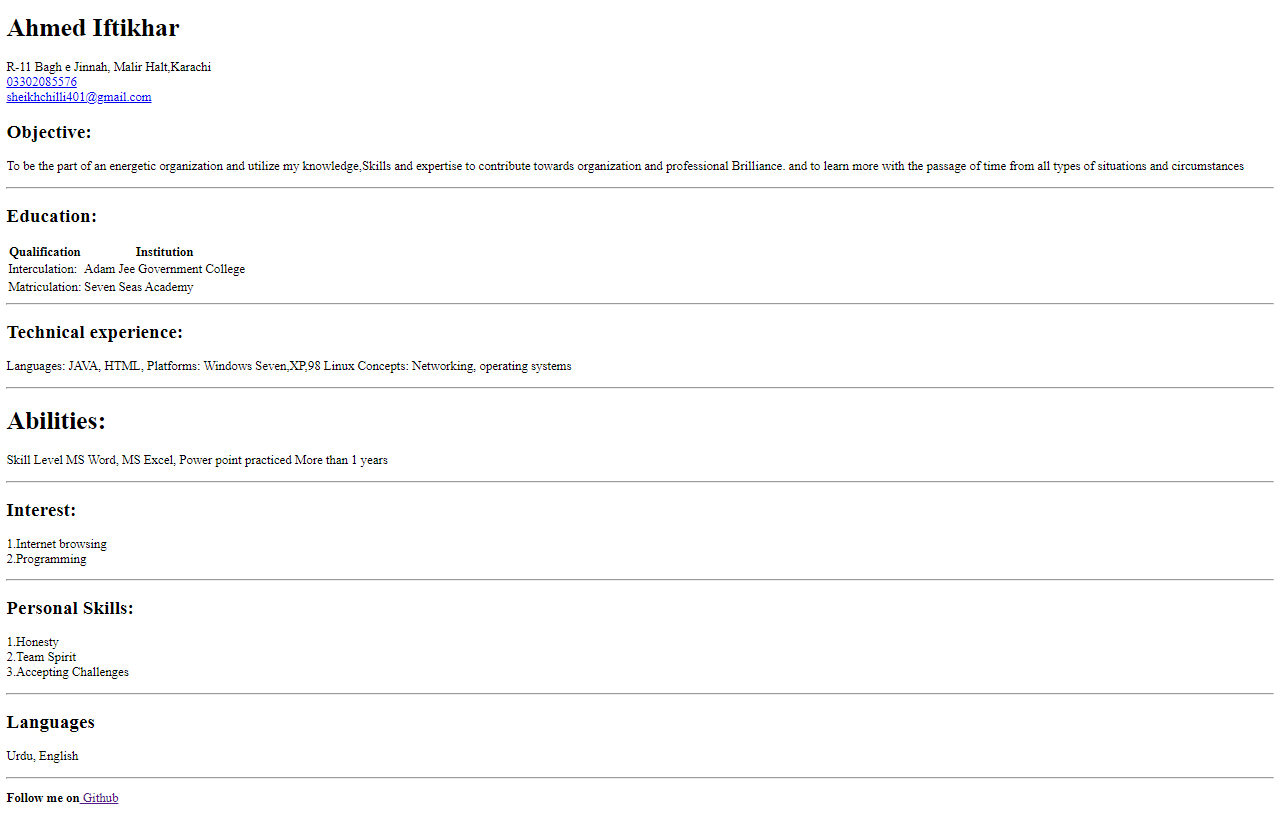 Ahmed Iftikhar
R-11 Bagh e Jinnah, Malir Halt,Karachi
03302085576
sheikhchilli401@gmail.com
Objective:
To be the part of an energetic organization and utilize my knowledge,Skills and expertise to contribute towards organization and professional Brilliance. and to learn more with the passage of time from all types of situations and circumstances
Education:
Qualification Institution
Interculation: Adam Jee Government College
Matriculation: Seven Seas Academy
Technical experience:
Languages: JAVA, HTML, Platforms: Windows Seven,XP,98 Linux Concepts: Networking, operating systems
Abilities:
Skill Level MS Word, MS Excel, Power point practiced More than 1 years
Interest:
1.Internet browsing
2.Programming
Personal Skills:
1.Honesty
2.Team Spirit
3.Accepting Challenges
Languages
Urdu, English
Follow me on Github